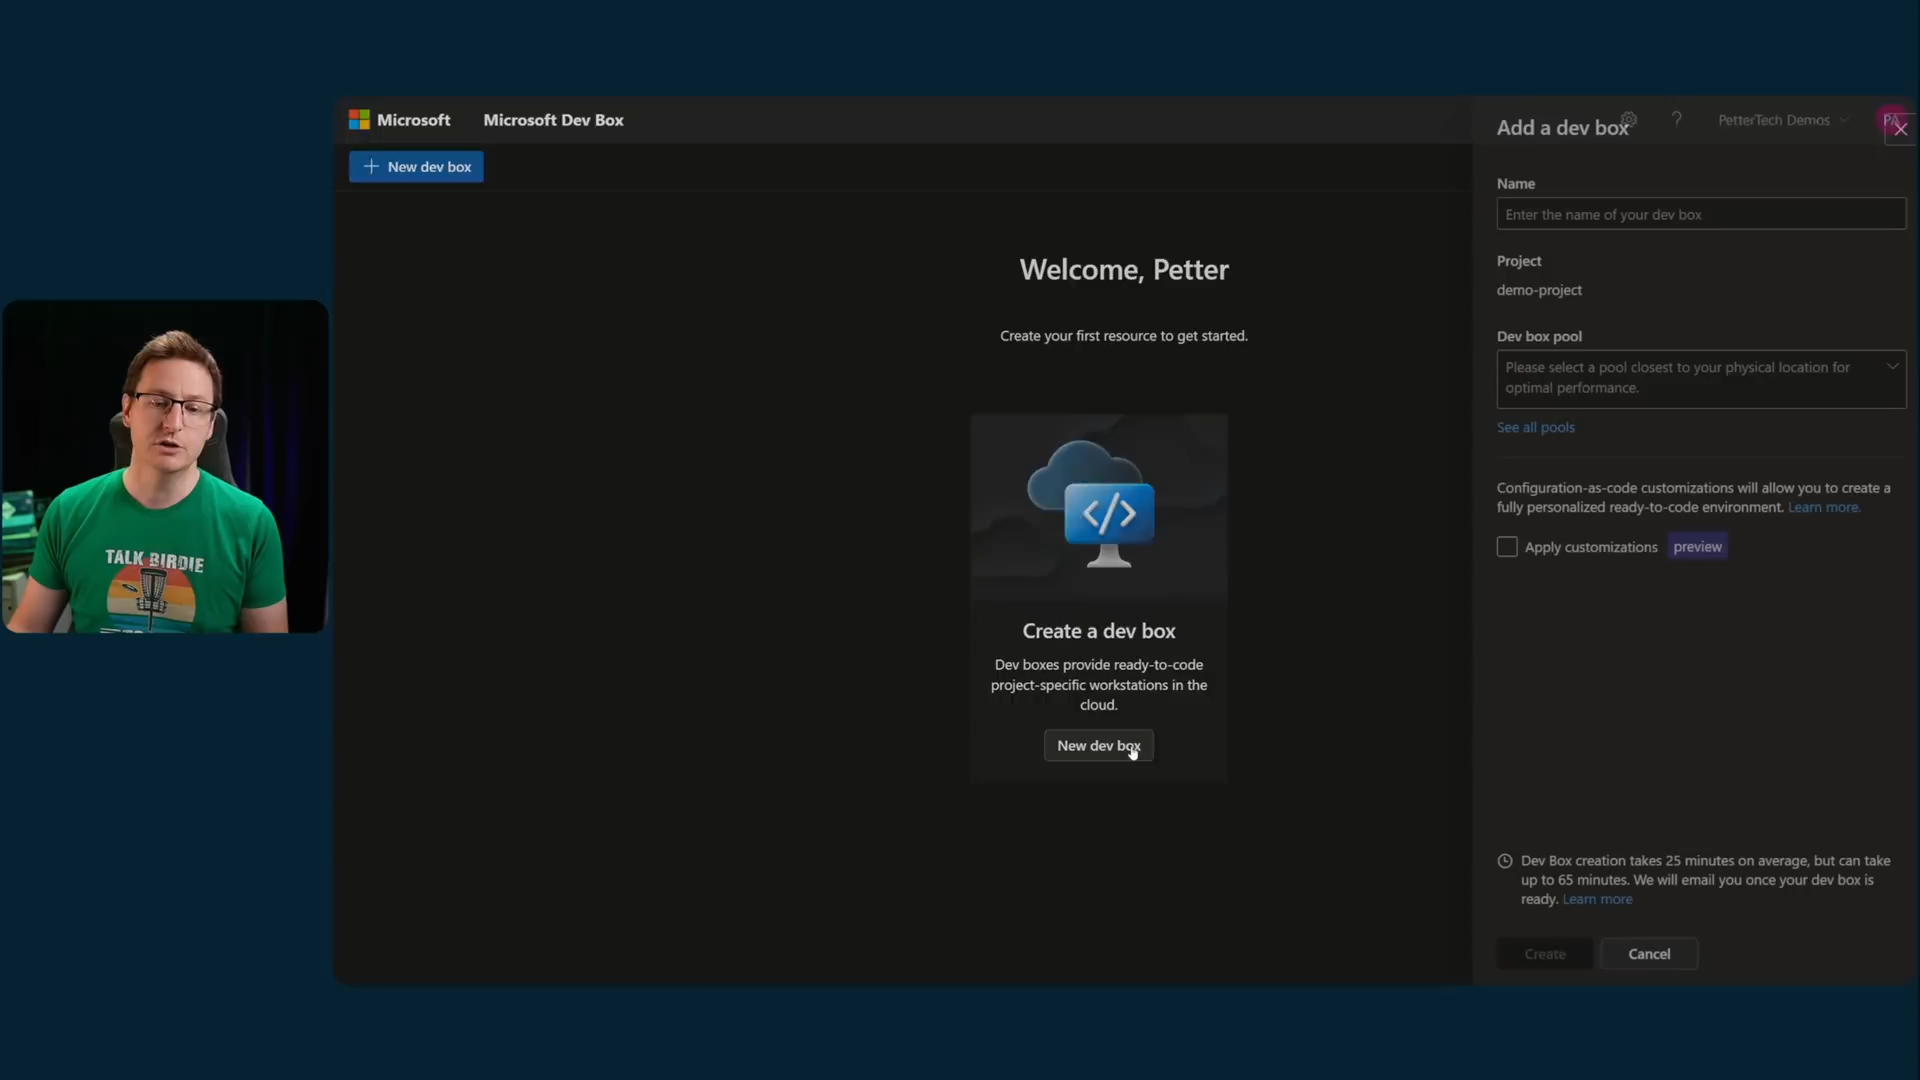 Microsoft
Microsoft Dev Box
New dev box
Welcome, Petter
Create your first resource to get started.
Create a dev box
Dev boxes provide ready-to-code
project-specific workstations in the
cloud.
New dev box
Add a dev box
PetterTech Demos
PA
Name
Enter the name of your dev box
Project
demo-project
Dev box pool
Please select a pool closest to your physical location for
optimal performance.
See all pools
Configuration-as-code customizations will allow you to create a
fully personalized ready-to-code environment. Learn more.
Apply customizations preview
Dev Box creation takes 25 minutes on average, but can take
up to 65 minutes. We will email you once your dev box is
ready. Learn more
Create
Cancel
TALK BIRDIE